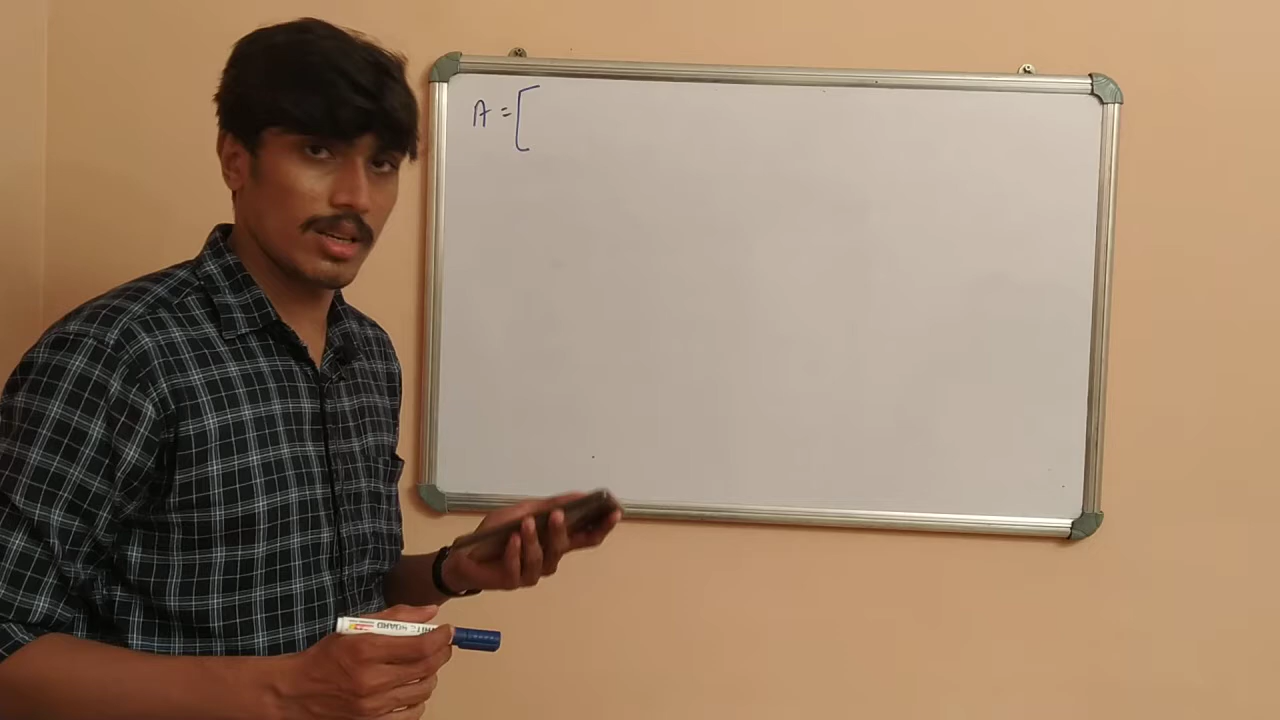 A = [